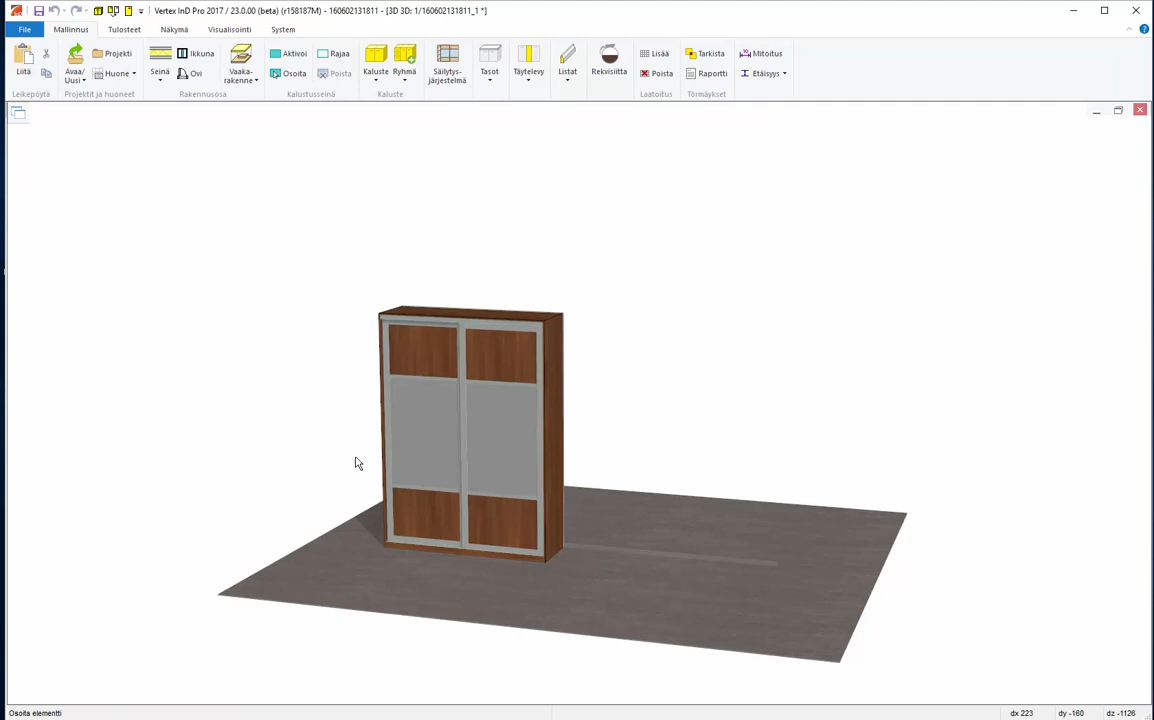 Vertex InD Pro 2017 / 23.0.00 (beta) (r158187M) - 160602131811 - [3D 3D: 1/160602131811_1 *]
File Mallinnus Tulosteet Näkymä Visualisointi System
Liitä
Avaa/ Uusi
Projekti
Huone
Seinä
Ikkuna
Ovi
Vaaka-rakenne
Aktivoi
Osoita
Rajaa
Poista
Kaluste
Ryhmä
Säilytys-järjestelmä
Tasot
Täytelevy
Listat
Rekvisiitta
Lisää
Poista
Tarkista
Raportti
Mitoitus
Etäisyys
Leikepöytä Projektit ja huoneet Rakennusosa Kalustusseinä Kaluste Laatoitus Törmäykset
Osoita elementti dx 223 dy -160 dz -1126